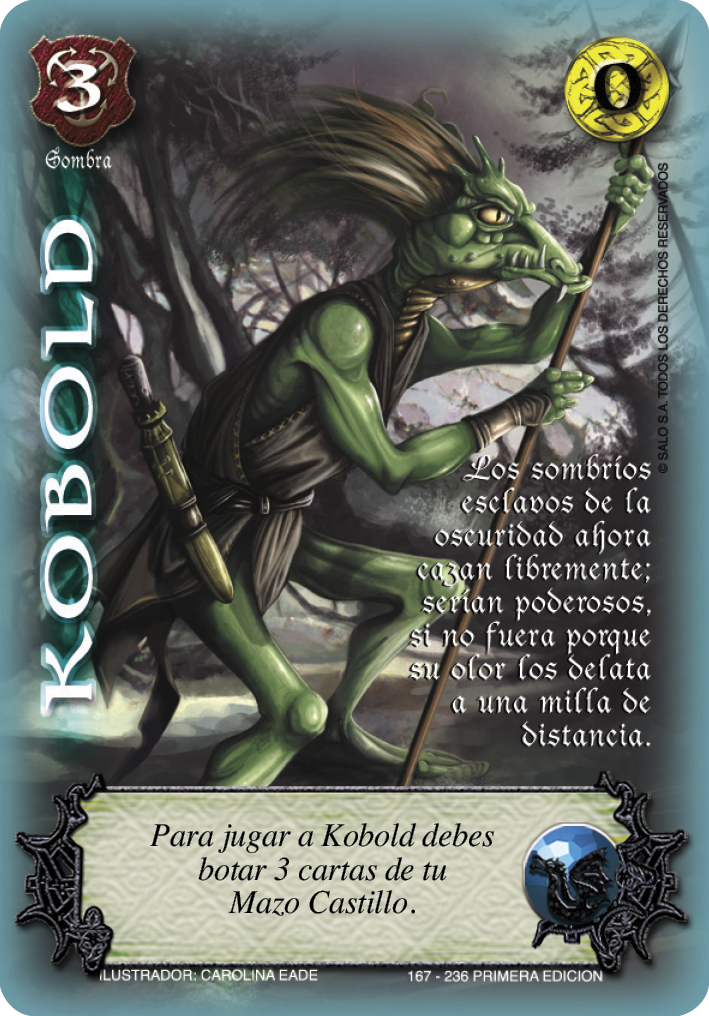 3
Sombra
0
KOBOLD
© SALO S.A. TODOS LOS DERECHOS RESERVADOS
Los sombríos
esclavos de la
oscuridad ahora
cazan libremente;
serían poderosos,
si no fuera porque
su olor los delata
a una milla de
distancia.
Para jugar a Kobold debes
botar 3 cartas de tu
Mazo Castillo.
ILUSTRADOR: CAROLINA EADE
167 - 236 PRIMERA EDICION